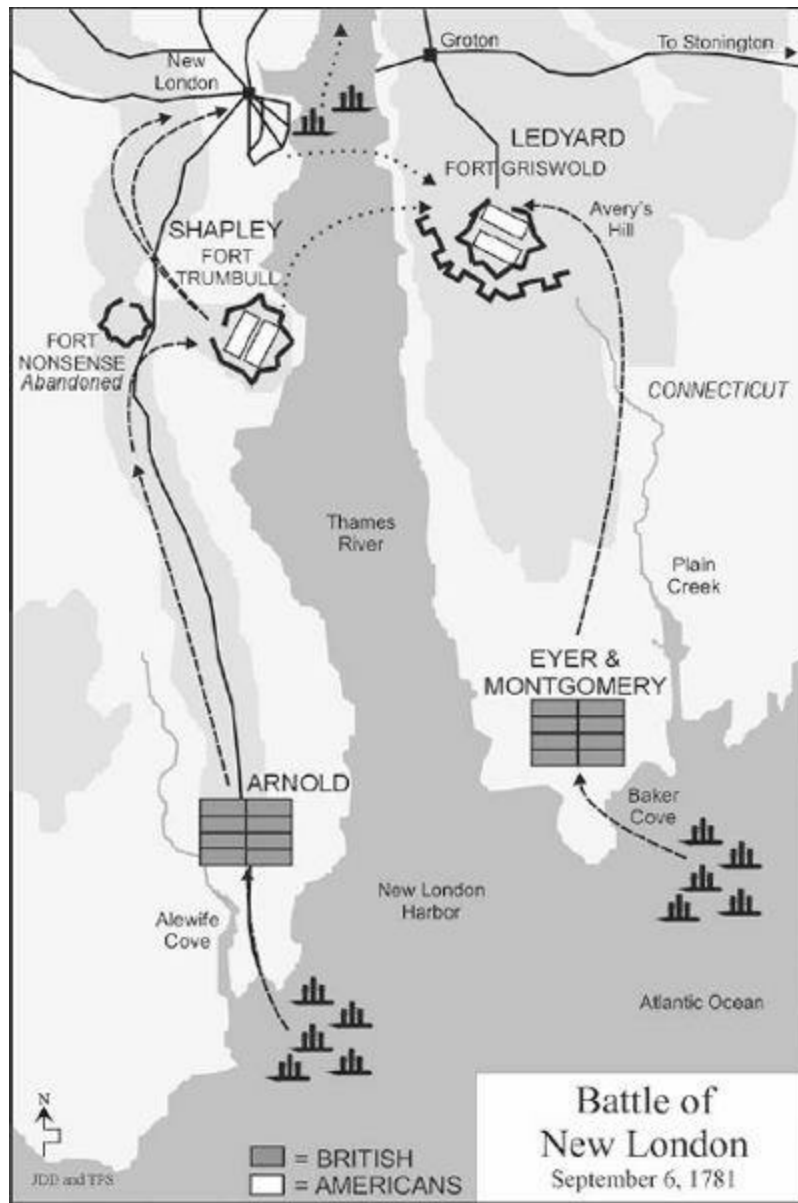 Groton
To Stonington
New
London
LEDYARD
FORT GRISWOLD
Avery's
Hill
SHAPLEY
FORT
TRUMBULL
FORT
NONSENSE
Abandoned
CONNECTICUT
Thames
River
Plain
Creek
EYER &
MONTGOMERY
ARNOLD
Baker
Cove
New London
Harbor
Alewife
Cove
Atlantic Ocean
N
JDD and TFS
= BRITISH
= AMERICANS
Battle of
New London
September 6, 1781